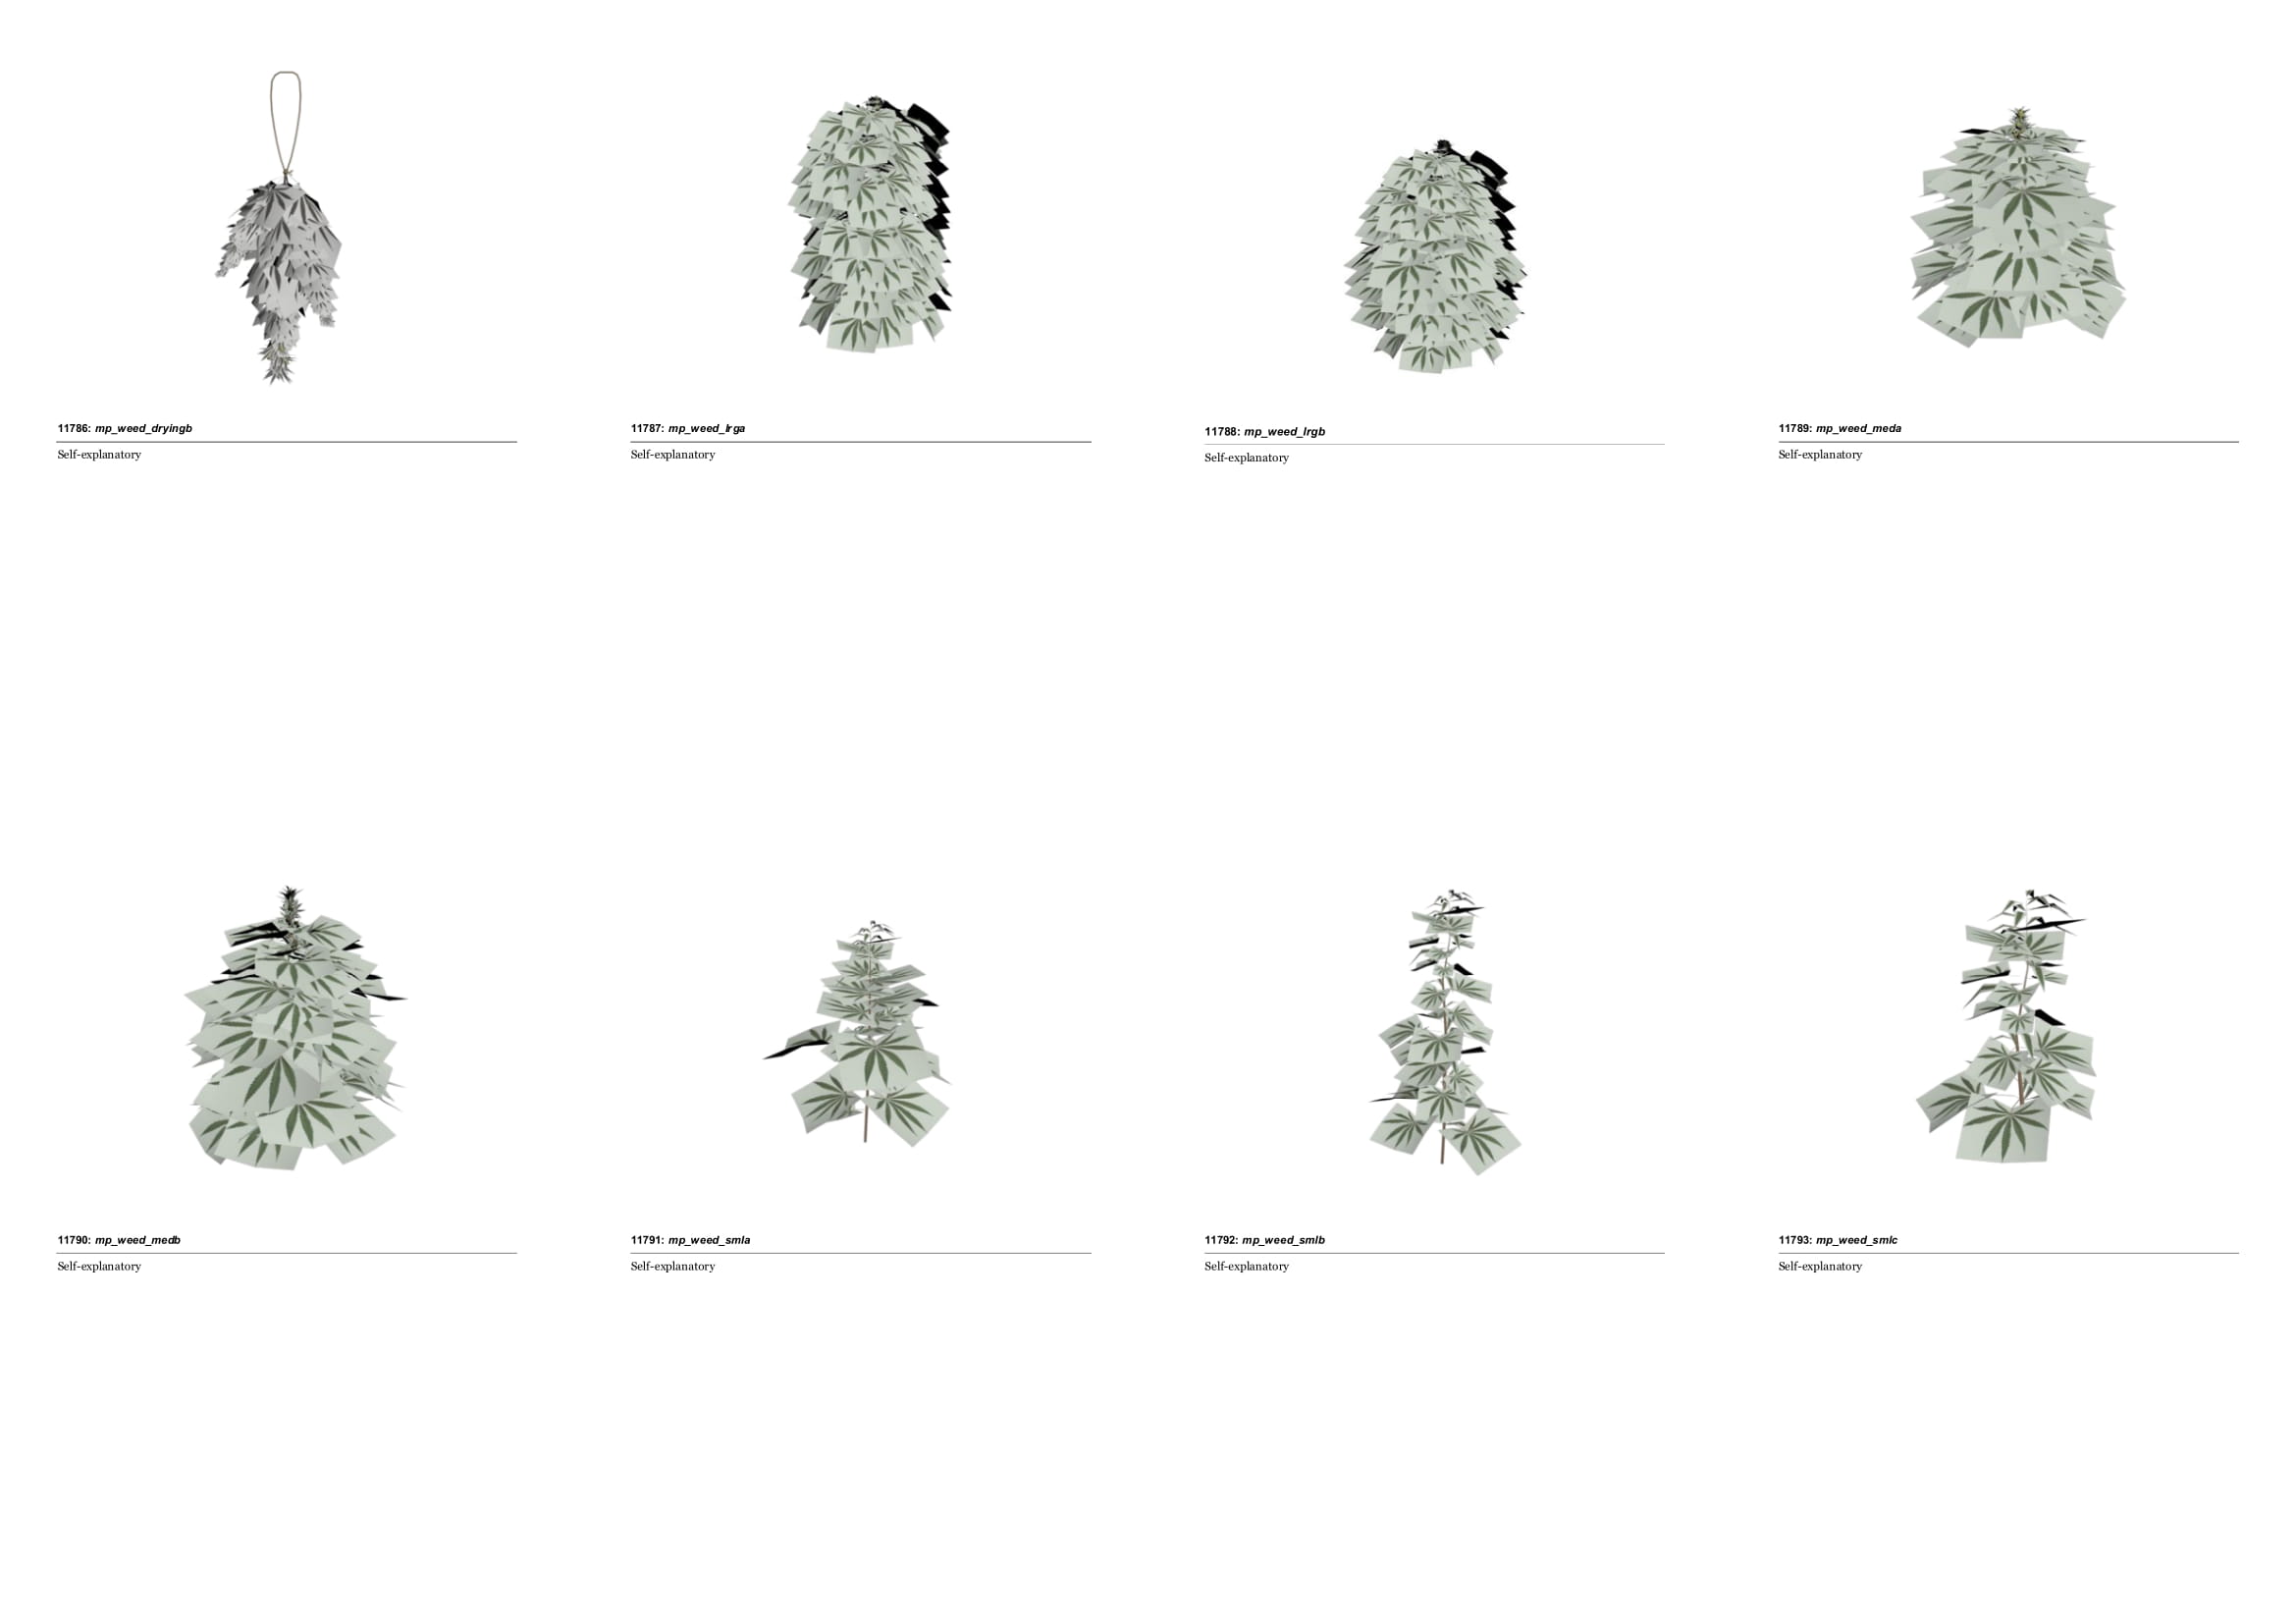 11786: mp_weed_dryingb
Self-explanatory
11787: mp_weed_lrga
Self-explanatory
11788: mp_weed_lrgb
Self-explanatory
11789: mp_weed_meda
Self-explanatory
11790: mp_weed_medb
Self-explanatory
11791: mp_weed_smla
Self-explanatory
11792: mp_weed_smlb
Self-explanatory
11793: mp_weed_smlc
Self-explanatory